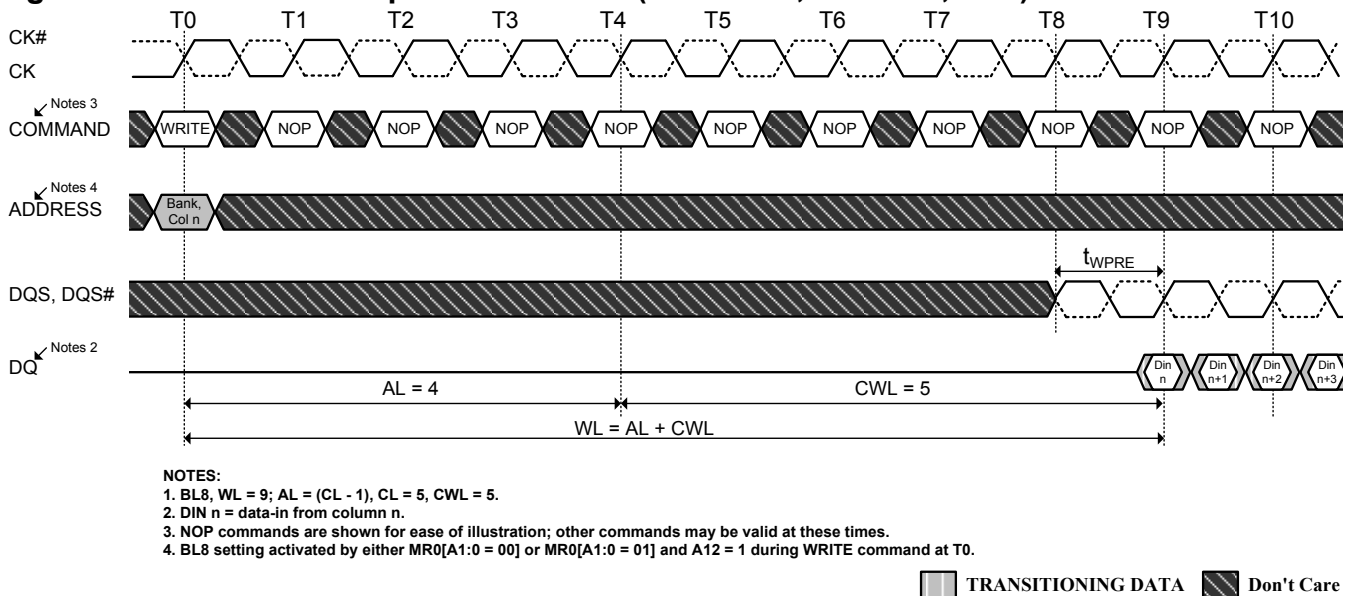 T0 T1 T2 T3 T4 T5 T6 T7 T8 T9 T10
CK#
CK
Notes 3
COMMAND
WRITE NOP NOP NOP NOP NOP NOP NOP NOP NOP NOP
Notes 4
ADDRESS
Bank,
Col n
tWPRE
DQS, DQS#
Notes 2
DQ
Din Din Din Din
n n+1 n+2 n+3
AL = 4 CWL = 5
WL = AL + CWL
NOTES:
1. BL8, WL = 9; AL = (CL - 1), CL = 5, CWL = 5.
2. DIN n = data-in from column n.
3. NOP commands are shown for ease of illustration; other commands may be valid at these times.
4. BL8 setting activated by either MR0[A1:0 = 00] or MR0[A1:0 = 01] and A12 = 1 during WRITE command at T0.
TRANSITIONING DATA Don't Care